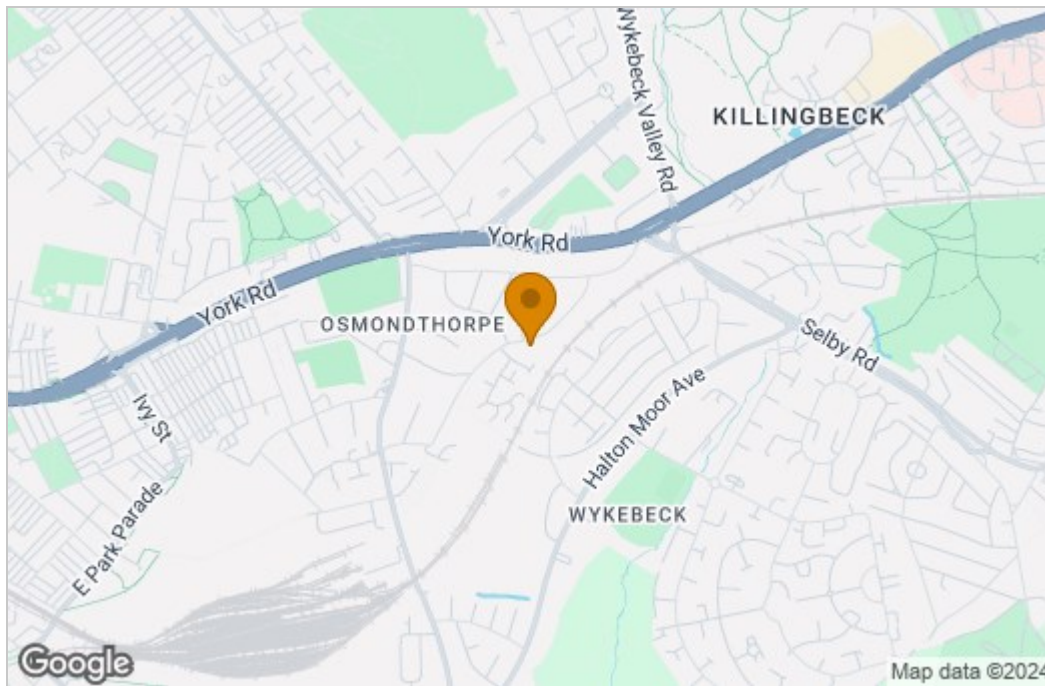 Wykebeck Valley Rd
KILLINGBECK
York Rd
York Rd
OSMONDTHORPE
Selby Rd
Ivy St
Halton Moor Ave
WYKEBECK
E Park Parade
Google
Map data ©2024